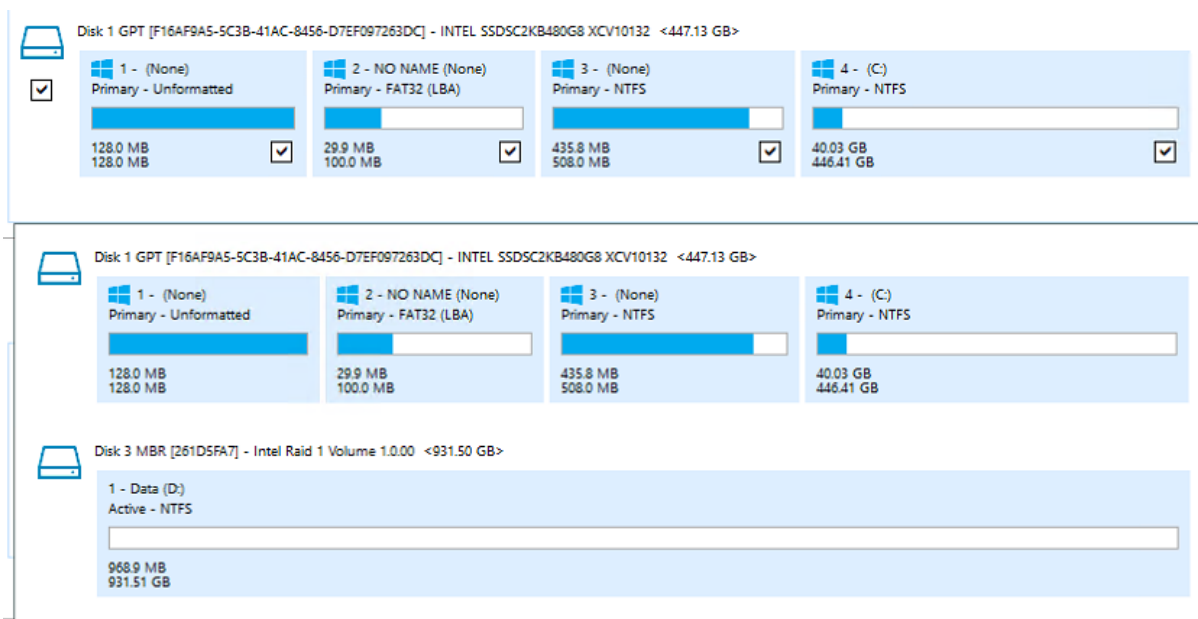 Disk 1 GPT [F16AF9A5-5C3B-41AC-8456-D7EF097263DC] - INTEL SSDSC2KB480G8 XCV10132 <447.13 GB>
1 - (None)
Primary - Unformatted
128.0 MB
128.0 MB
2 - NO NAME (None)
Primary - FAT32 (LBA)
29.9 MB
100.0 MB
3 - (None)
Primary - NTFS
435.8 MB
508.0 MB
4 - (C:)
Primary - NTFS
40.03 GB
446.41 GB
Disk 1 GPT [F16AF9A5-5C3B-41AC-8456-D7EF097263DC] - INTEL SSDSC2KB480G8 XCV10132 <447.13 GB>
1 - (None)
Primary - Unformatted
128.0 MB
128.0 MB
2 - NO NAME (None)
Primary - FAT32 (LBA)
29.9 MB
100.0 MB
3 - (None)
Primary - NTFS
435.8 MB
508.0 MB
4 - (C:)
Primary - NTFS
40.03 GB
446.41 GB
Disk 3 MBR [261D5FA7] - Intel Raid 1 Volume 1.0.00 <931.50 GB>
1 - Data (D:)
Active - NTFS
968.9 MB
931.51 GB